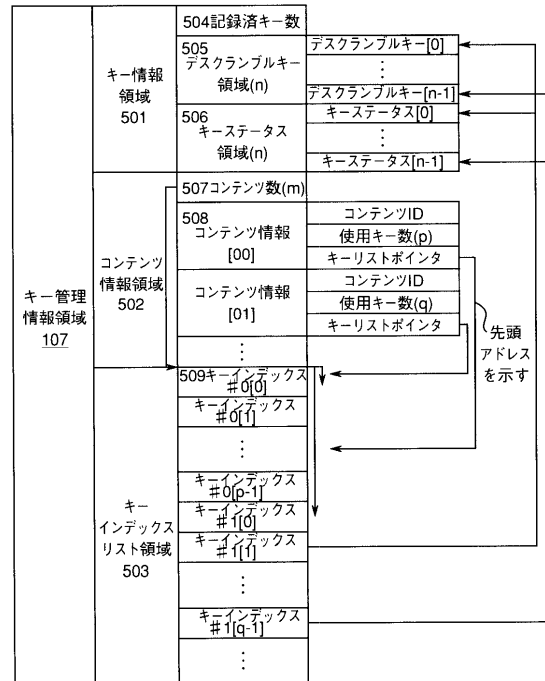 キー管理
情報領域
107
キー情報
領域
501
504記録済キー数
505
デスクランブルキー
領域(n)
デスクランブルキー[0]
⋮
デスクランブルキー[n-1]
506
キーステータス
領域(n)
キーステータス[0]
⋮
キーステータス[n-1]
コンテンツ
情報領域
502
507コンテンツ数(m)
508
コンテンツ情報
[00]
コンテンツID
使用キー数(p)
キーリストポインタ
コンテンツ情報
[01]
コンテンツID
使用キー数(q)
キーリストポインタ
⋮
先頭
アドレス
を示す
キー
インデックス
リスト領域
503
509キーインデックス
#0[0]
キーインデックス
#0[1]
⋮
キーインデックス
#0[p-1]
キーインデックス
#1[0]
キーインデックス
#1[1]
⋮
キーインデックス
#1[q-1]
⋮